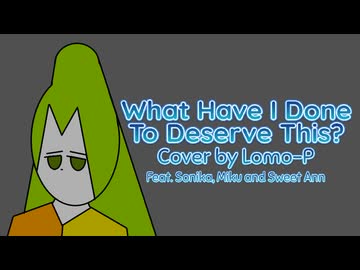 What Have I Done
To Deserve This?
Cover by Lomo-P
Feat. Sonika, Miku and Sweet Ann